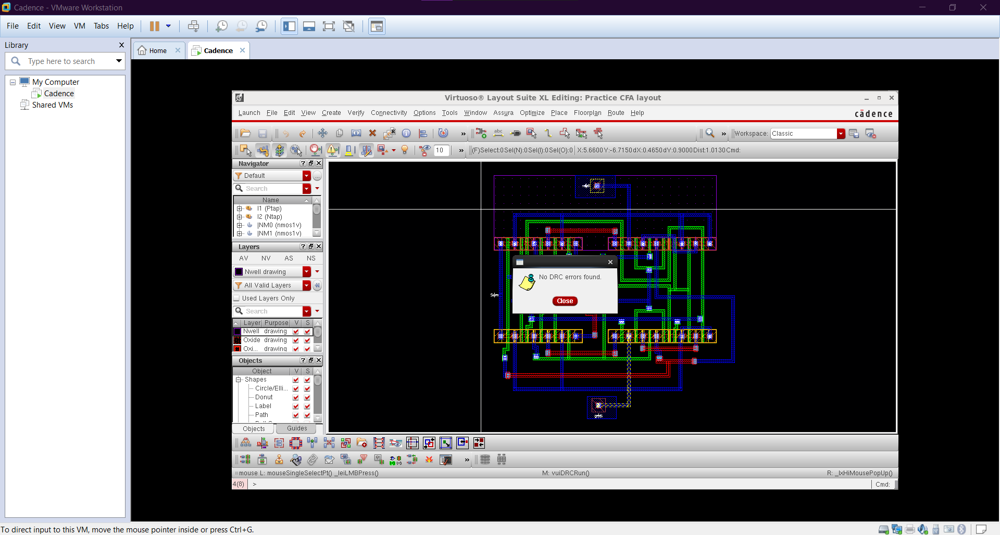 Cadence - VMware Workstation
File Edit View VM Tabs Help
Library
Type here to search
My Computer
Cadence
Shared VMs
Home
Cadence
Virtuoso® Layout Suite XL Editing: Practice CFA layout
Launch File Edit View Create Verify Connectivity Options Tools Window Assura Optimize Place Floorplan Route Help
cādence
abc
» » Workspace: Classic
10 » (F)Select:0 Sel(N):0 Sel(I):0 Sel(O):0 X:5.6600 Y:-6.7150 dX:0.4650 dY:0.9000 Dist:1.0130 Cmd:
Navigator
Default
Search
Name
I1 (Ptap)
I2 (Ntap)
|NM0 (nmos1v)
|NM1 (nmos1v)
Layers
AV NV AS NS
Nwell drawing
All Valid Layers
Used Layers Only
Search
Layer Purpose V S
Nwell drawing
Oxide drawing
Oxi... drawing
Objects
Object V S
Shapes
Circle/Elli...
Donut
Label
Path
Objects Guides
No DRC errors found.
Close
mouse L: mouseSingleSelectPt() _leiLMBPress()
M: vuiDRCRun()
R: _lxHiMousePopUp()
4(8) >
Cmd:
To direct input to this VM, move the mouse pointer inside or press Ctrl+G.